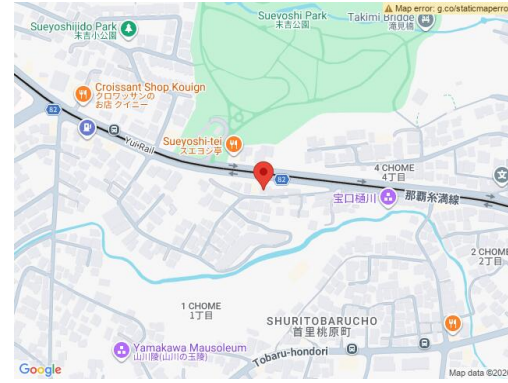 Map error: g.co/staticmaperro
Sueyoshi Park
末吉公園
Takimi Bridge
滝見橋
Sueyoshijido Park
末吉小公園
Croissant Shop Kouign
クロワッサンの
お店 クイニー
82
Yui-Rail
Sueyoshi-tei
スエヨシ亭
82
4 CHOME
4丁目
宝口樋川
那覇糸満線
2 CHOME
2丁目
1 CHOME
1丁目
SHURITOBARUCHO
首里桃原町
Yamakawa Mausoleum
山川陵(山川の玉陵)
Tobaru-hondori
Google
Map data ©2026